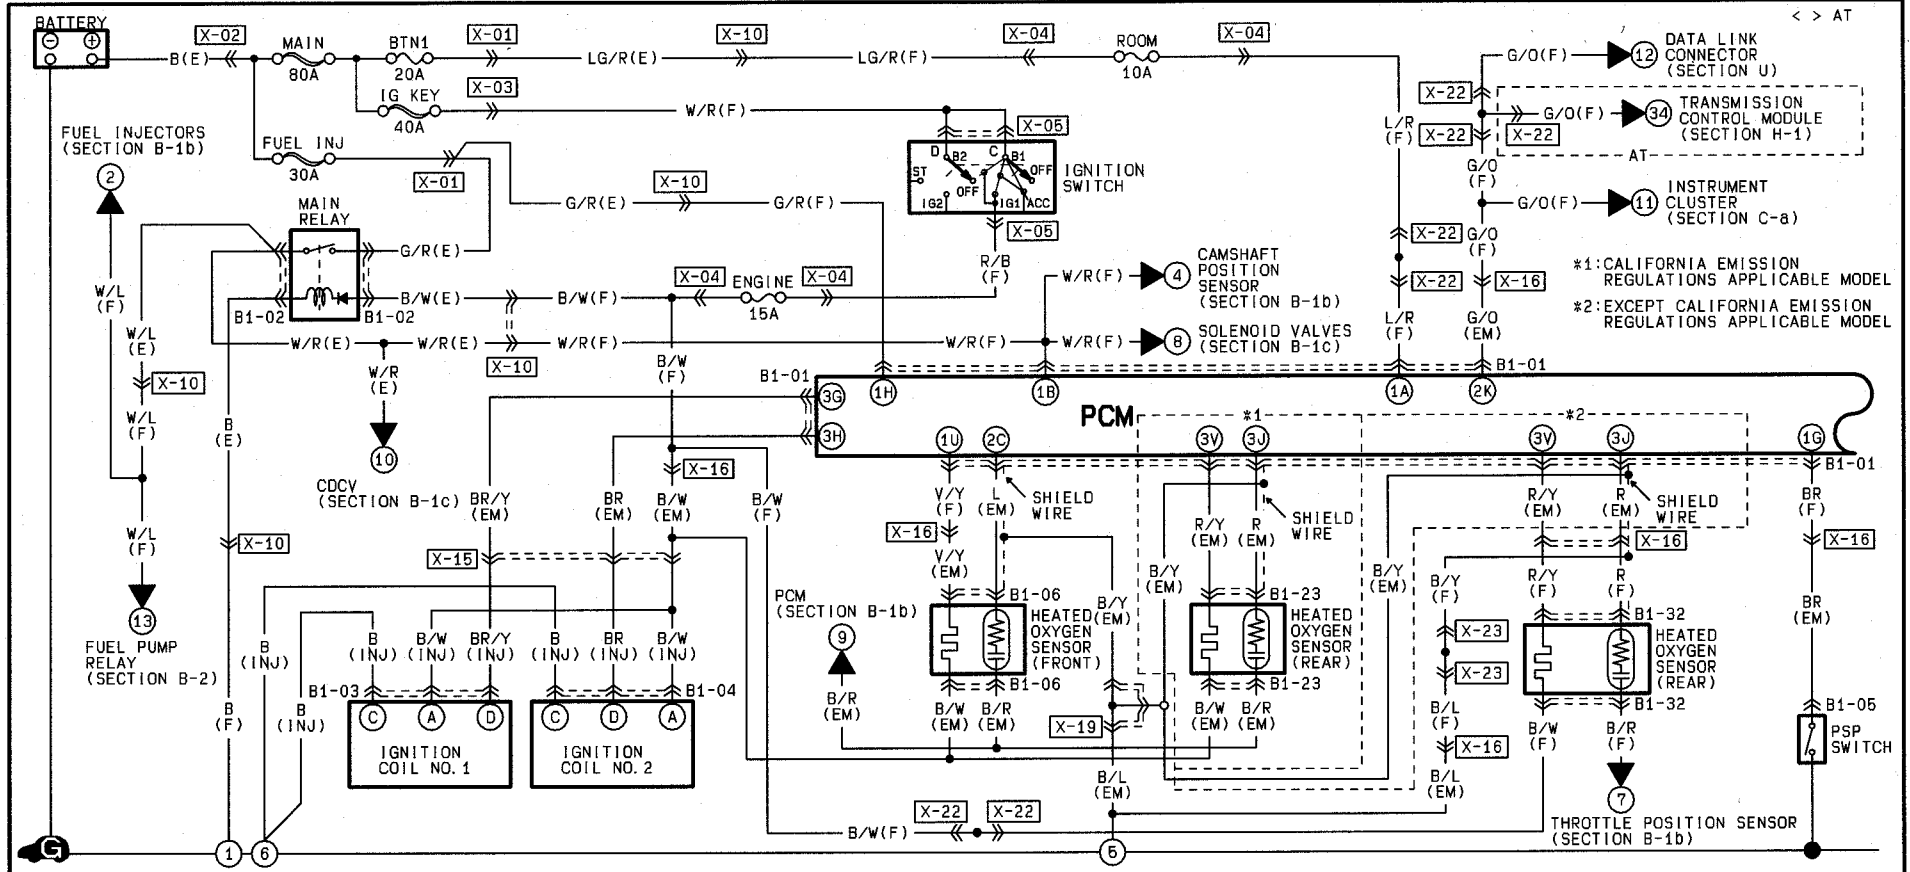 BATTERY
< > AT
X-02
MAIN
BTN1
X-01
X-10
X-04
ROOM
X-04
DATA LINK
CONNECTOR
(SECTION U)
12
B(E)
80A
20A
LG/R(E)
LG/R(F)
10A
G/O(F)
IG KEY
X-03
40A
W/R(F)
X-05
X-22
G/O(F)
34
TRANSMISSION
CONTROL MODULE
(SECTION H-1)
L/R
(F)
X-22
X-22
AT
FUEL INJECTORS
(SECTION B-1b)
2
FUEL INJ
30A
X-01
X-10
D
B2
C
B1
ST
OFF
OFF
IG2
IG1
ACC
IGNITION
SWITCH
X-05
G/O
(F)
G/O(F)
11
INSTRUMENT
CLUSTER
(SECTION C-a)
MAIN
RELAY
G/R(E)
G/R(F)
G/R(E)
R/B
(F)
X-22
G/O
(F)
CAMSHAFT
POSITION
SENSOR
(SECTION B-1b)
W/R(F)
4
*1:CALIFORNIA EMISSION
REGULATIONS APPLICABLE MODEL
*2:EXCEPT CALIFORNIA EMISSION
REGULATIONS APPLICABLE MODEL
W/L
(F)
X-04
ENGINE
X-04
15A
B/W(E)
B/W(F)
X-22
X-16
B1-02
B1-02
W/L
(E)
L/R
(F)
G/O
(EM)
W/R(E)
W/R(E)
W/R(F)
W/R(F)
W/R(F)
8
SOLENOID VALVES
(SECTION B-1c)
X-10
X-10
W/R
(E)
B/W
(F)
B1-01
B1-01
3G
1H
1B
1A
2K
PCM
*1
*2
W/L
(F)
B
(E)
3H
1U
2C
3V
3J
3V
3J
1G
B1-01
10
CDCV
(SECTION B-1c)
X-16
BR/Y
(EM)
BR
(EM)
B/W
(EM)
B/W
(F)
V/Y
(F)
L
(EM)
SHIELD
WIRE
R/Y
(EM)
R
(EM)
SHIELD
WIRE
R/Y
(EM)
R
(EM)
SHIELD
WIRE
BR
(F)
W/L
(F)
X-10
X-15
X-16
V/Y
(EM)
X-16
X-16
B/Y
(EM)
B/Y
(EM)
B/Y
(F)
R/Y
(F)
R
(F)
13
FUEL PUMP
RELAY
(SECTION B-2)
PCM
(SECTION B-1b)
9
B1-06
HEATED
OXYGEN
SENSOR
(FRONT)
B1-06
B/Y
(EM)
B1-23
HEATED
OXYGEN
SENSOR
(REAR)
B1-23
X-23
X-23
B1-32
HEATED
OXYGEN
SENSOR
(REAR)
B1-32
BR
(EM)
B
(INJ)
B
(INJ)
B/W
(INJ)
BR/Y
(INJ)
B
(INJ)
BR
(INJ)
B/W
(INJ)
B1-03
B1-04
B
(F)
B
(INJ)
C
A
D
C
D
A
B/R
(EM)
B/W
(EM)
B/R
(EM)
X-19
B/W
(EM)
B/R
(EM)
B/L
(F)
X-16
B/W
(F)
B/R
(F)
B1-05
PSP
SWITCH
IGNITION
COIL NO.1
IGNITION
COIL NO.2
B/L
(EM)
B/L
(EM)
7
THROTTLE POSITION SENSOR
(SECTION B-1b)
B/W(F)
X-22
X-22
G
1
6
5